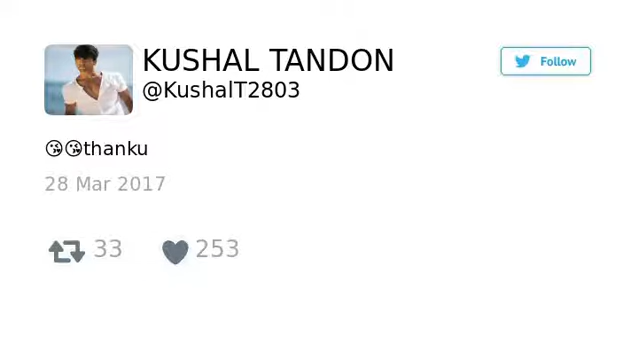 KUSHAL TANDON
Follow
@KushalT2803
😘😘thanku
28 Mar 2017
33 253